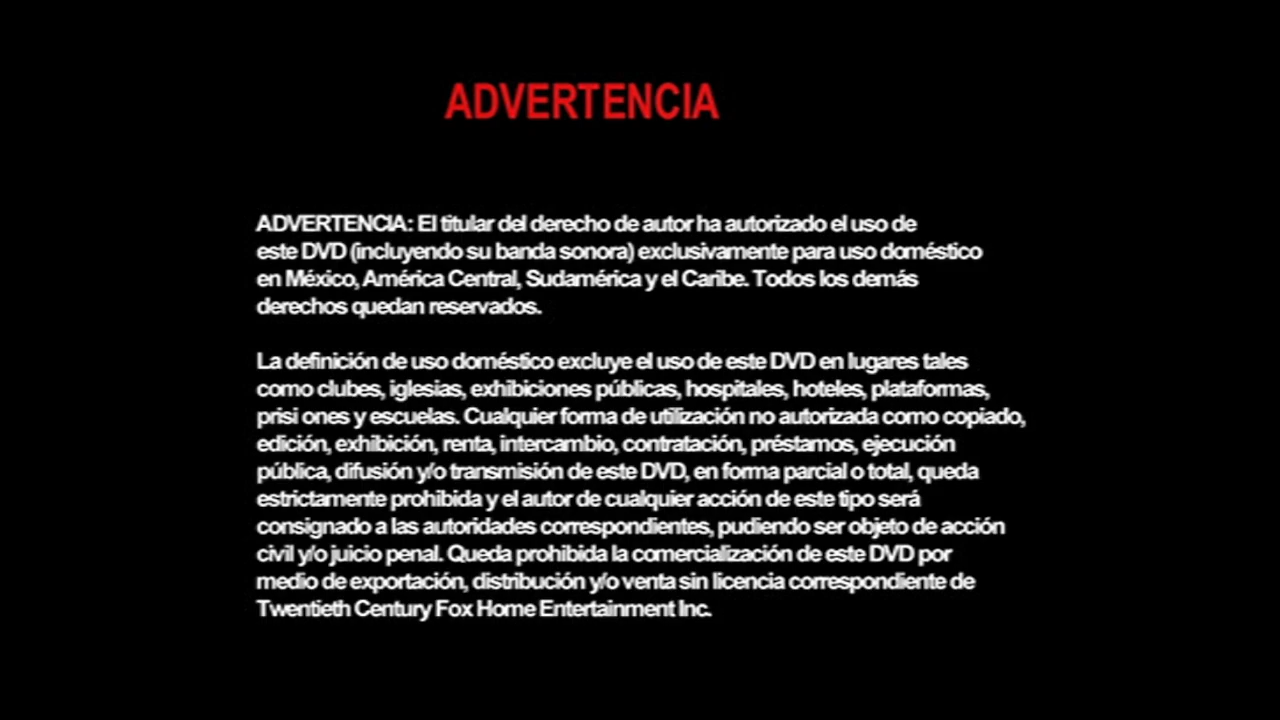 ADVERTENCIA
ADVERTENCIA: El titular del derecho de autor ha autorizado el uso de
este DVD (incluyendo su banda sonora) exclusivamente para uso doméstico
en México, América Central, Sudamérica y el Caribe. Todos los demás
derechos quedan reservados.
La definición de uso doméstico excluye el uso de este DVD en lugares tales
como clubes, iglesias, exhibiciones públicas, hospitales, hoteles, plataformas,
prisi ones y escuelas. Cualquier forma de utilización no autorizada como copiado,
edición, exhibición, renta, intercambio, contratación, préstamos, ejecución
pública, difusión y/o transmisión de este DVD, en forma parcial o total, queda
estrictamente prohibida y el autor de cualquier acción de este tipo será
consignado a las autoridades correspondientes, pudiendo ser objeto de acción
civil y/o juicio penal. Queda prohibida la comercialización de este DVD por
medio de exportación, distribución y/o venta sin licencia correspondiente de
Twentieth Century Fox Home Entertainment Inc.